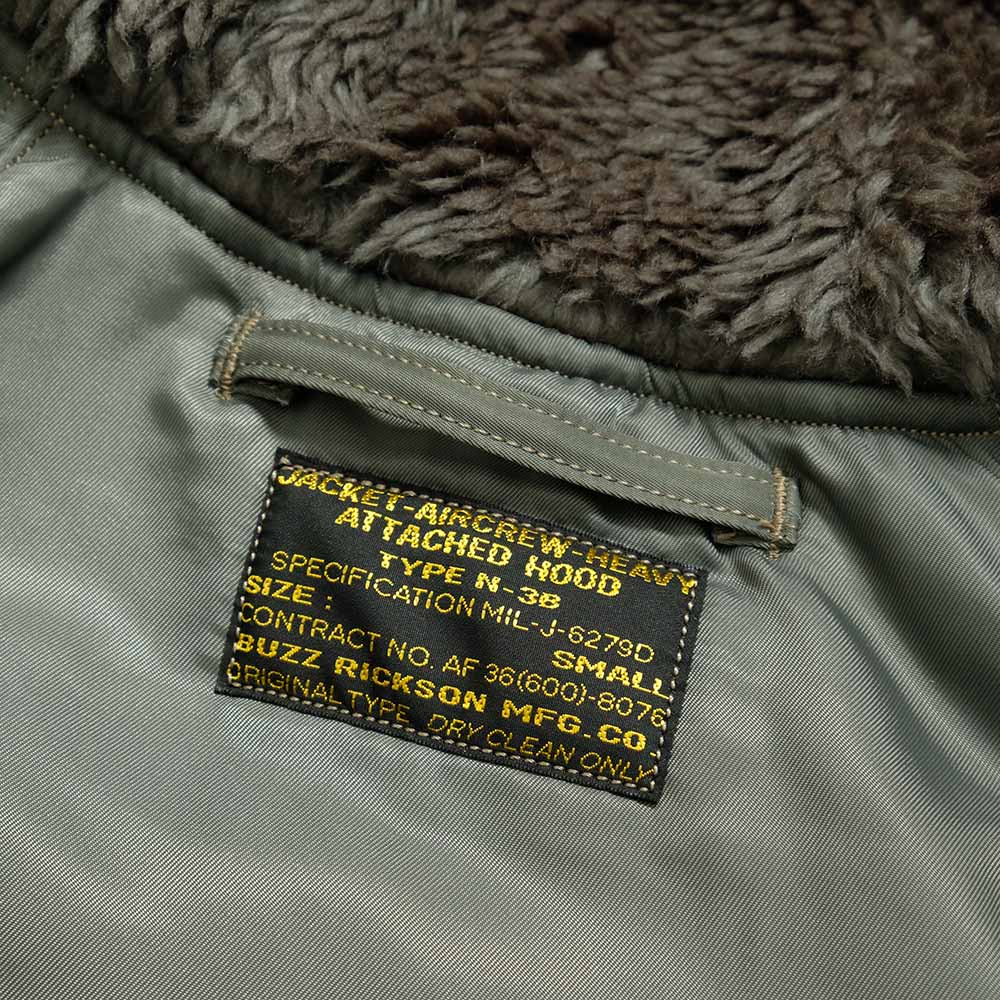 JACKET-AIRCREW-HEAVY
ATTACHED HOOD
TYPE N-3B
SPECIFICATION MIL-J-6279D
SIZE : SMALL
CONTRACT NO. AF 36(600)-8076
BUZZ RICKSON MFG.CO.
ORIGINAL TYPE DRY CLEAN ONLY